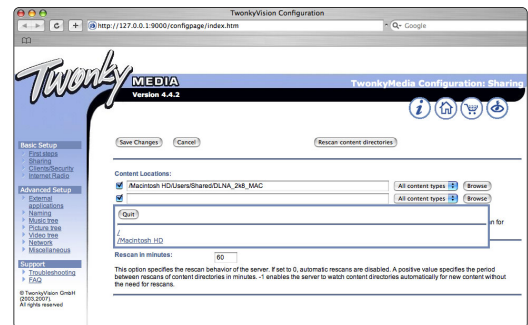 TwonkyVision Configuration
http://127.0.0.1:9000/configpage/index.htm
Google
Twonky MEDIA
Version 4.4.2
TwonkyMedia Configuration: Sharing
Save Changes Cancel Rescan content directories
Basic Setup
First steps
Sharing
Clients/Security
Internet Radio
Advanced Setup
External
applications
Naming
Music tree
Picture tree
Video tree
Network
Miscellaneous
Support
Troubleshooting
FAQ
© TwonkyVision GmbH
(2003,2007).
All rights reserved
Content Locations:
/Macintosh HD/Users/Shared/DLNA_2k8_MAC All content types Browse
All content types Browse
Quit
/
/Macintosh HD
n for
Rescan in minutes: 60
This option specifies the rescan behavior of the server. If set to 0, automatic rescans are disabled. A positive value specifies the period
between rescans of content directories in minutes. -1 enables the server to watch content directories automatically for new content without
the need for rescans.